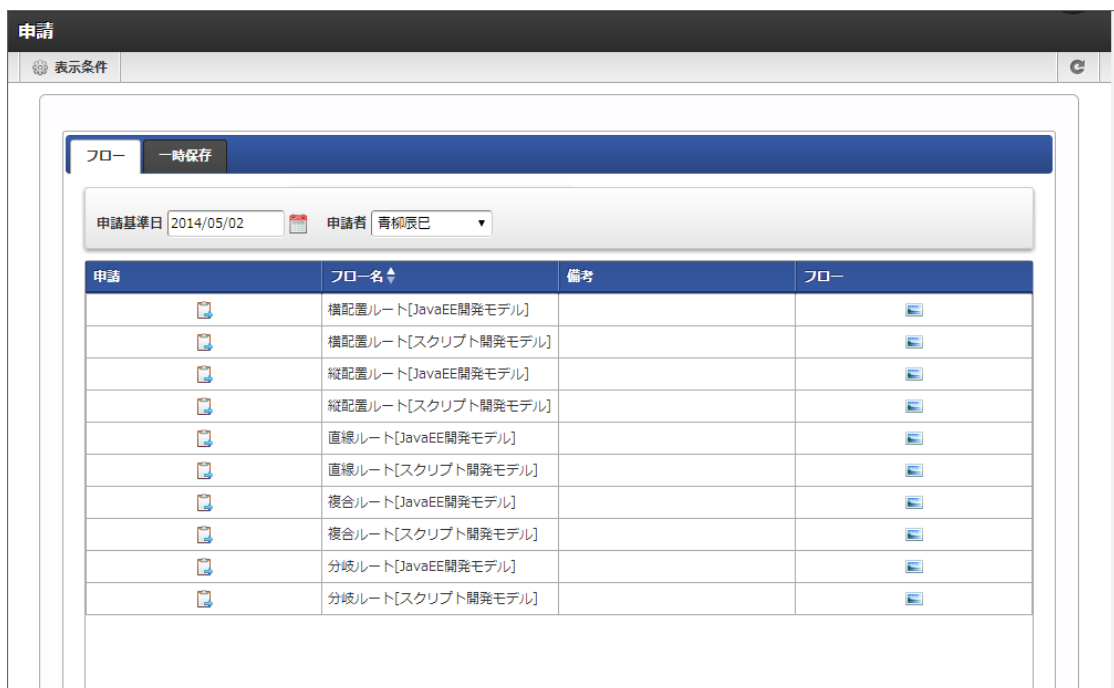 申請
表示条件
フロー 一時保存
申請基準日 2014/05/02 申請者 青柳辰巳
申請 フロー名 備考 フロー
横配置ルート[JavaEE開発モデル]
横配置ルート[スクリプト開発モデル]
縦配置ルート[JavaEE開発モデル]
縦配置ルート[スクリプト開発モデル]
直線ルート[JavaEE開発モデル]
直線ルート[スクリプト開発モデル]
複合ルート[JavaEE開発モデル]
複合ルート[スクリプト開発モデル]
分岐ルート[JavaEE開発モデル]
分岐ルート[スクリプト開発モデル]